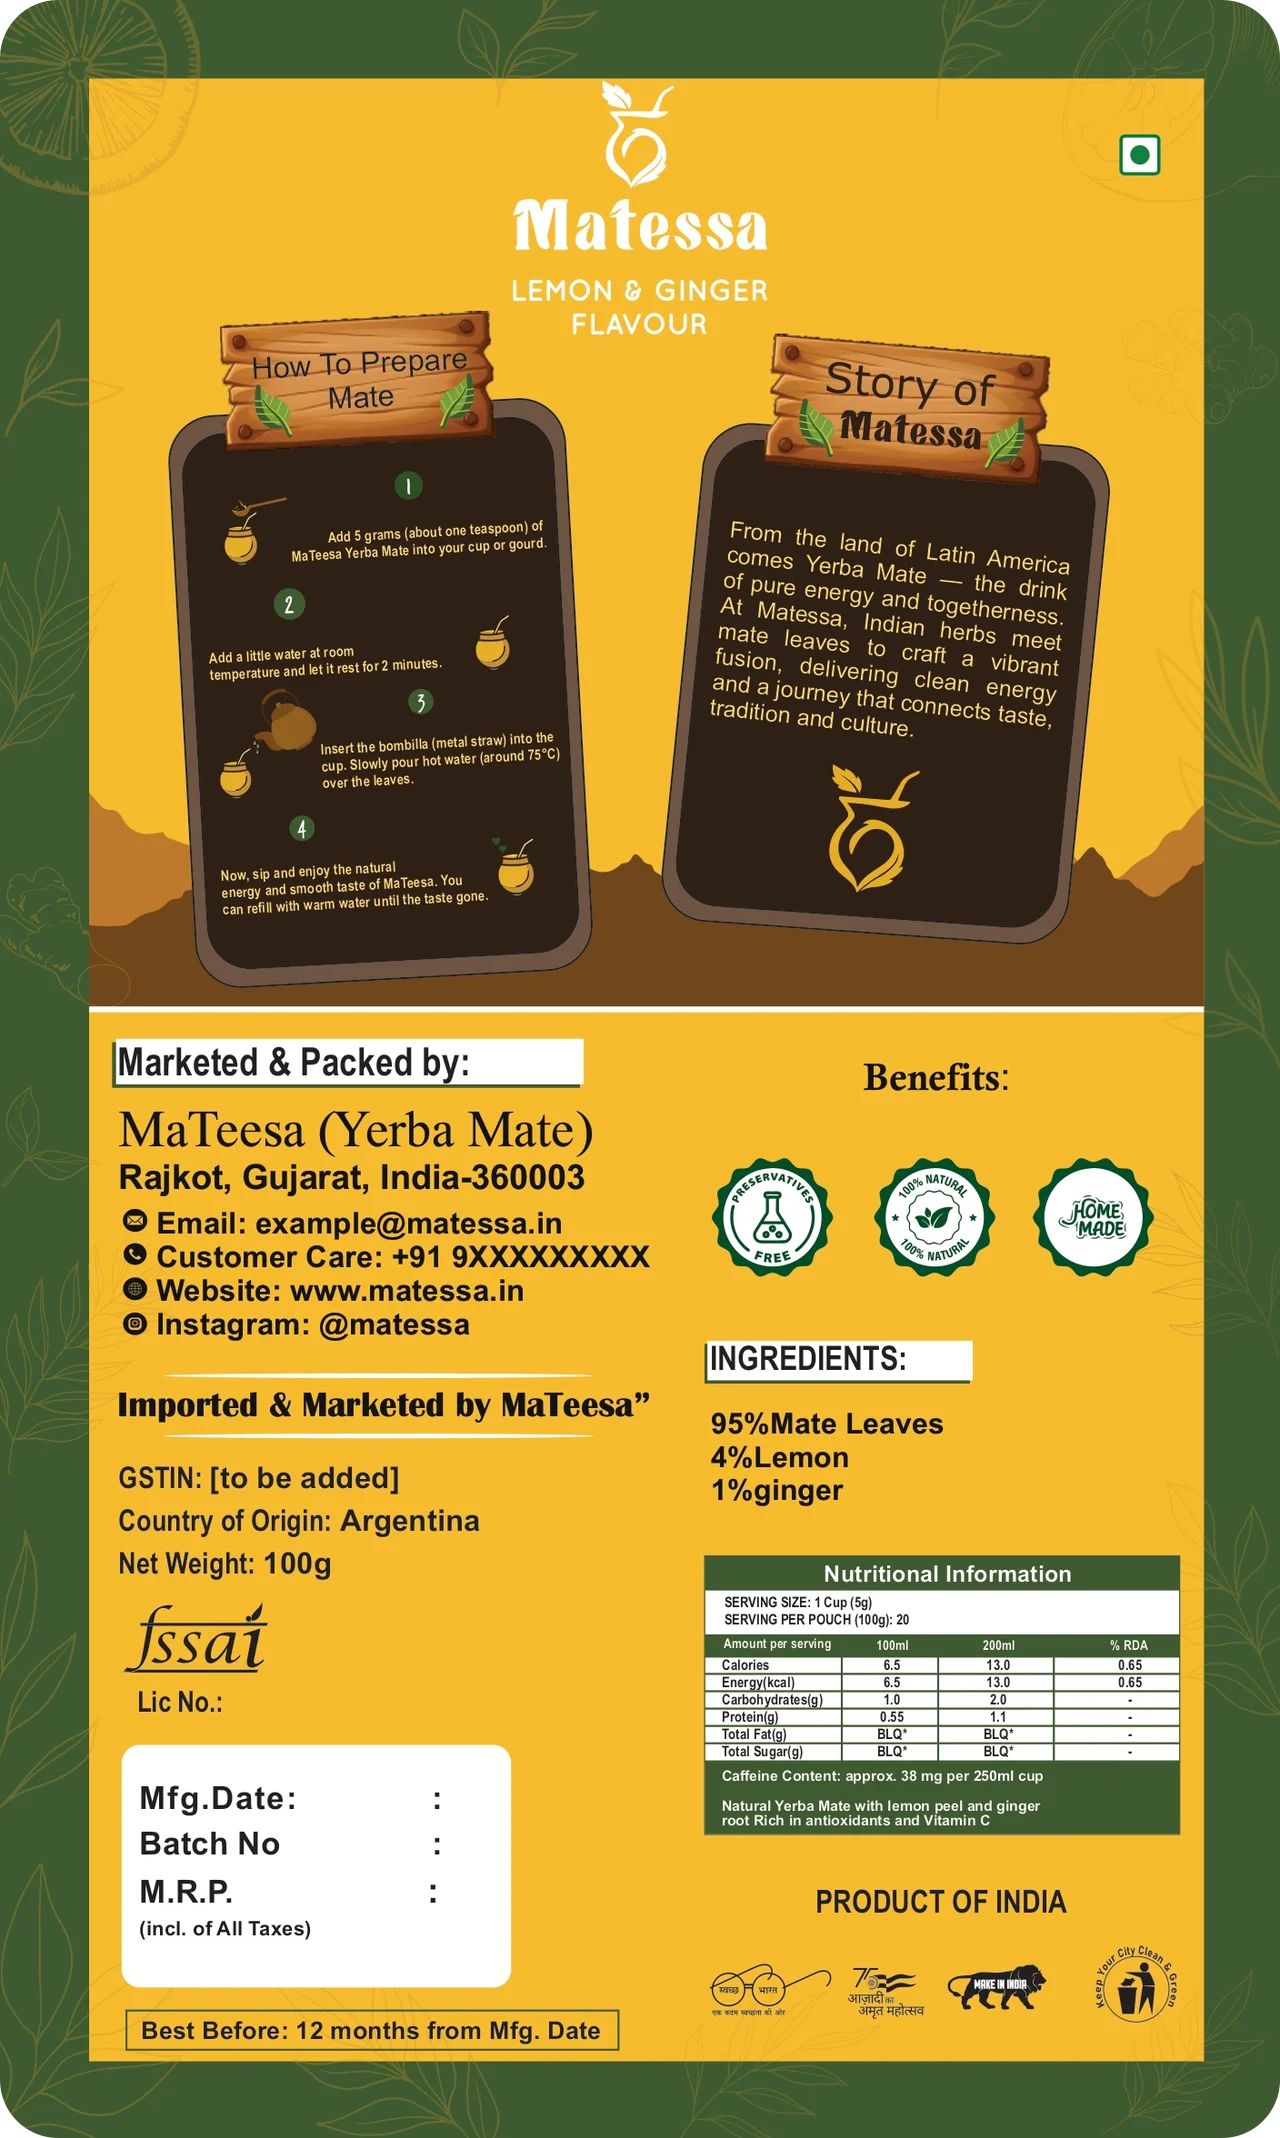 Matessa
LEMON & GINGER
FLAVOUR
How To Prepare
Mate
1
Add 5 grams (about one teaspoon) of
MaTeesa Yerba Mate into your cup or gourd.
2
Add a little water at room
temperature and let it rest for 2 minutes.
3
Insert the bombilla (metal straw) into the
cup. Slowly pour hot water (around 75°C)
over the leaves.
4
Now, sip and enjoy the natural
energy and smooth taste of MaTeesa. You
can refill with warm water until the taste gone.
Story of
Matessa
From the land of Latin America
comes Yerba Mate — the drink
of pure energy and togetherness.
At Matessa, Indian herbs meet
mate leaves to craft a vibrant
fusion, delivering clean energy
and a journey that connects taste,
tradition and culture.
Marketed & Packed by:
MaTeesa (Yerba Mate)
Rajkot, Gujarat, India-360003
Email: example@matessa.in
Customer Care: +91 9XXXXXXXXX
Website: www.matessa.in
Instagram: @matessa
Imported & Marketed by MaTeesa”
GSTIN: [to be added]
Country of Origin: Argentina
Net Weight: 100g
fssai
Lic No.:
Mfg.Date: :
Batch No :
M.R.P. :
(incl. of All Taxes)
Best Before: 12 months from Mfg. Date
Benefits:
PRESERVATIVES
FREE
100% NATURAL
100% NATURAL
HOME
MADE
INGREDIENTS:
95%Mate Leaves
4%Lemon
1%ginger
Nutritional Information
SERVING SIZE: 1 Cup (5g)
SERVING PER POUCH (100g): 20
Amount per serving 100ml 200ml % RDA
Calories 6.5 13.0 0.65
Energy(kcal) 6.5 13.0 0.65
Carbohydrates(g) 1.0 2.0 -
Protein(g) 0.55 1.1 -
Total Fat(g) BLQ* BLQ* -
Total Sugar(g) BLQ* BLQ* -
Caffeine Content: approx. 38 mg per 250ml cup
Natural Yerba Mate with lemon peel and ginger
root Rich in antioxidants and Vitamin C
PRODUCT OF INDIA
स्वच्छ भारत
एक कदम स्वच्छता की ओर
75
आज़ादी का
अमृत महोत्सव
MAKE IN INDIA
Keep Your City Clean & Green